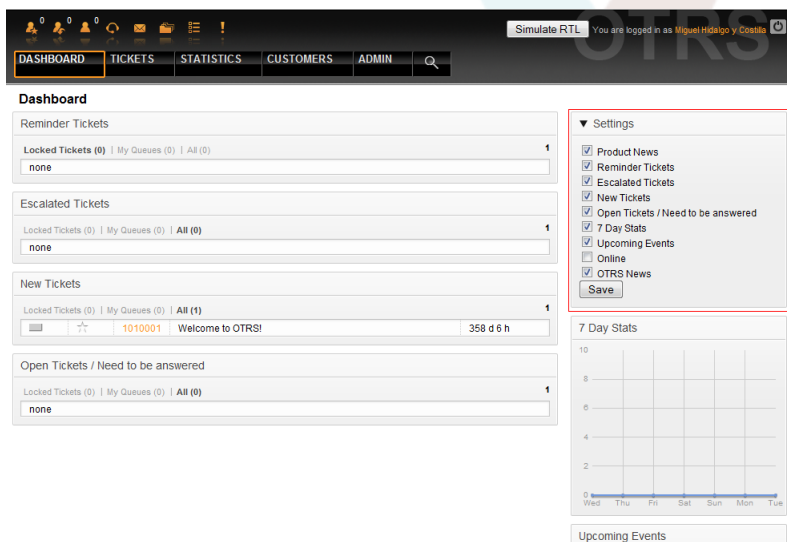 OTRS
0 0 0
Simulate RTL You are logged in as Miguel Hidalgo y Costilla
DASHBOARD TICKETS STATISTICS CUSTOMERS ADMIN
Dashboard
Reminder Tickets
Locked Tickets (0) | My Queues (0) | All (0) 1
none
Escalated Tickets
Locked Tickets (0) | My Queues (0) | All (0) 1
none
New Tickets
Locked Tickets (0) | My Queues (0) | All (1) 1
1010001 Welcome to OTRS! 358 d 6 h
Open Tickets / Need to be answered
Locked Tickets (0) | My Queues (0) | All (0) 1
none
▼ Settings
Product News
Reminder Tickets
Escalated Tickets
New Tickets
Open Tickets / Need to be answered
7 Day Stats
Upcoming Events
Online
OTRS News
Save
7 Day Stats
10
8
6
4
2
0
Wed Thu Fri Sat Sun Mon Tue
Upcoming Events